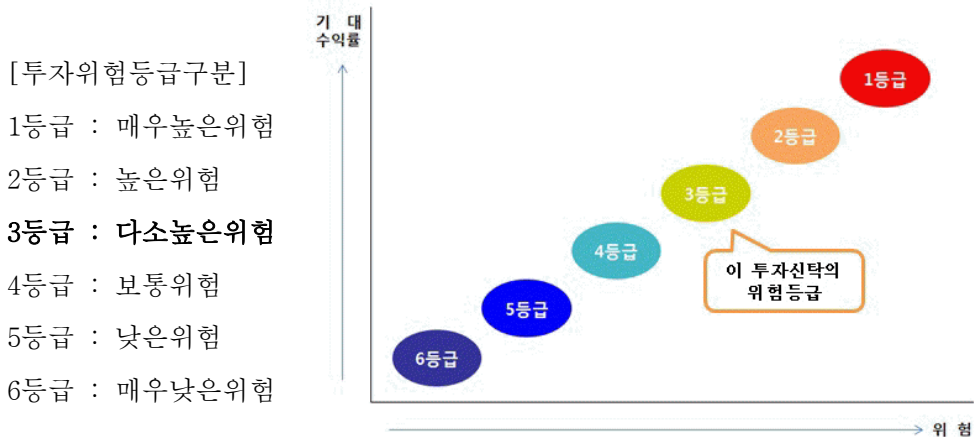 [투자위험등급구분]
1등급 : 매우높은위험
2등급 : 높은위험
3등급 : 다소높은위험
4등급 : 보통위험
5등급 : 낮은위험
6등급 : 매우낮은위험
기 대
수익률
1등급
2등급
3등급
4등급
5등급
6등급
이 투자신탁의
위험등급
위 험